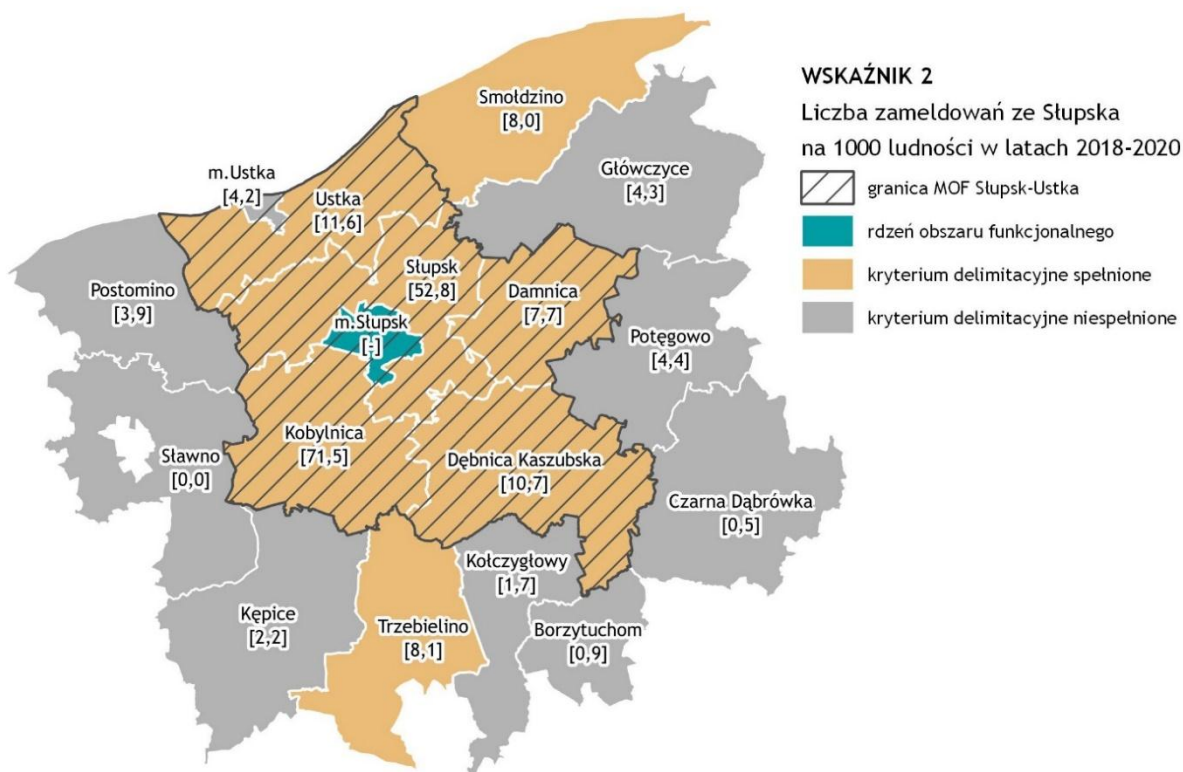 WSKAŹNIK 2
Liczba zameldowań ze Słupska
na 1000 ludności w latach 2018-2020
granica MOF Słupsk-Ustka
rdzeń obszaru funkcjonalnego
kryterium delimitacyjne spełnione
kryterium delimitacyjne niespełnione
Smołdzino
[8,0]
Główczyce
[4,3]
m.Ustka
[4,2]
Ustka
[11,6]
Słupsk
[52,8]
Damnica
[7,7]
Postomino
[3,9]
m.Słupsk
[-]
Potęgowo
[4,4]
Kobylnica
[71,5]
Sławno
[0,0]
Dębnica Kaszubska
[10,7]
Czarna Dąbrówka
[0,5]
Kołczygłowy
[1,7]
Kępice
[2,2]
Trzebielino
[8,1]
Borzytuchom
[0,9]